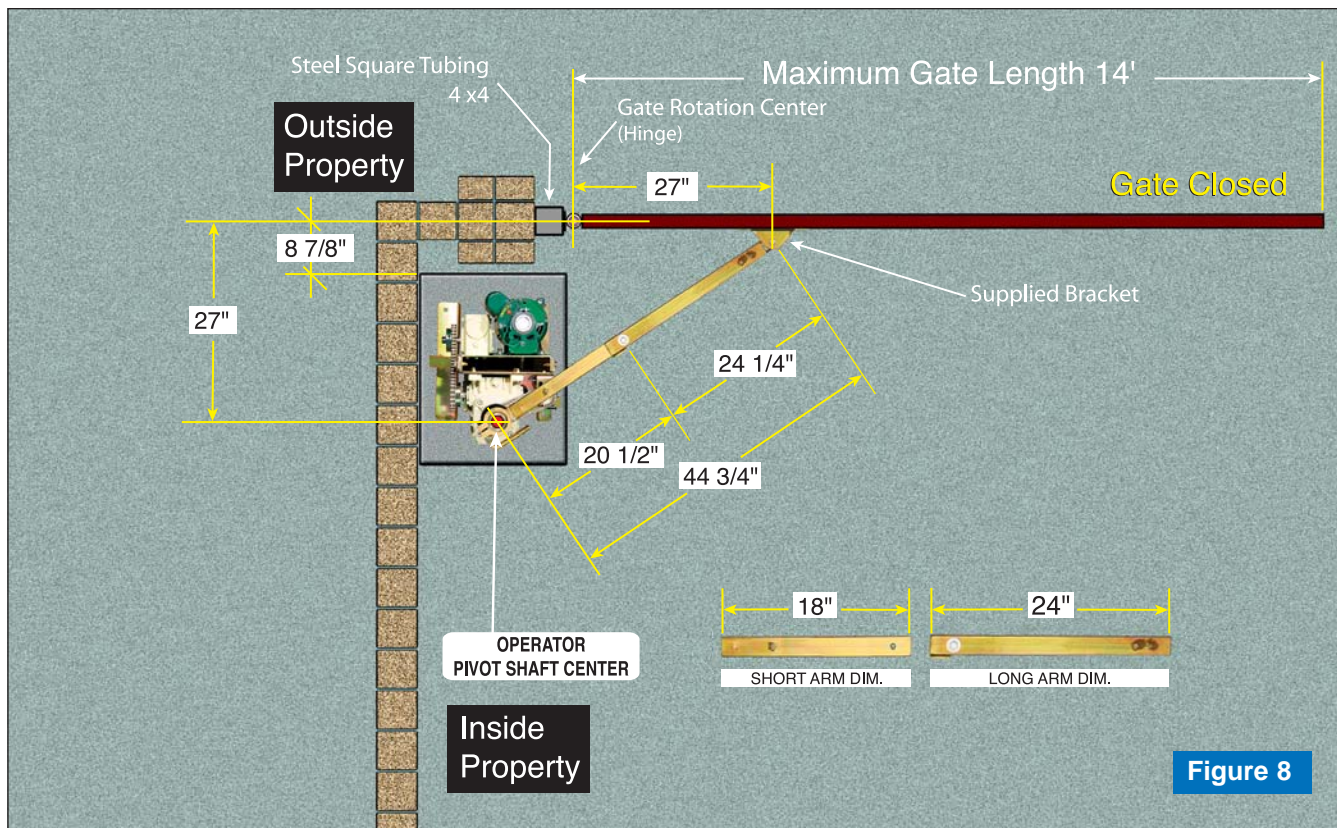 Steel Square Tubing
4 x4
Maximum Gate Length 14'
Gate Rotation Center
(Hinge)
Outside
Property
27"
Gate Closed
8 7/8"
27"
Supplied Bracket
24 1/4"
20 1/2"
44 3/4"
OPERATOR
PIVOT SHAFT CENTER
18"
24"
SHORT ARM DIM.
LONG ARM DIM.
Inside
Property
Figure 8